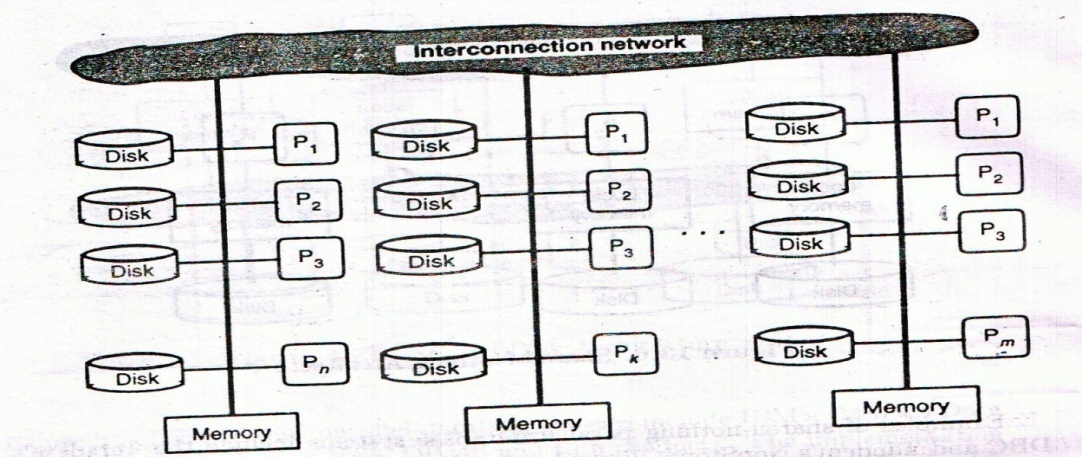 Interconnection network
Disk P1 Disk P1 Disk P1
Disk P2 Disk P2 Disk P2
Disk P3 Disk P3 . . . Disk P3
Disk Pn Disk Pk Disk Pm
Memory Memory Memory